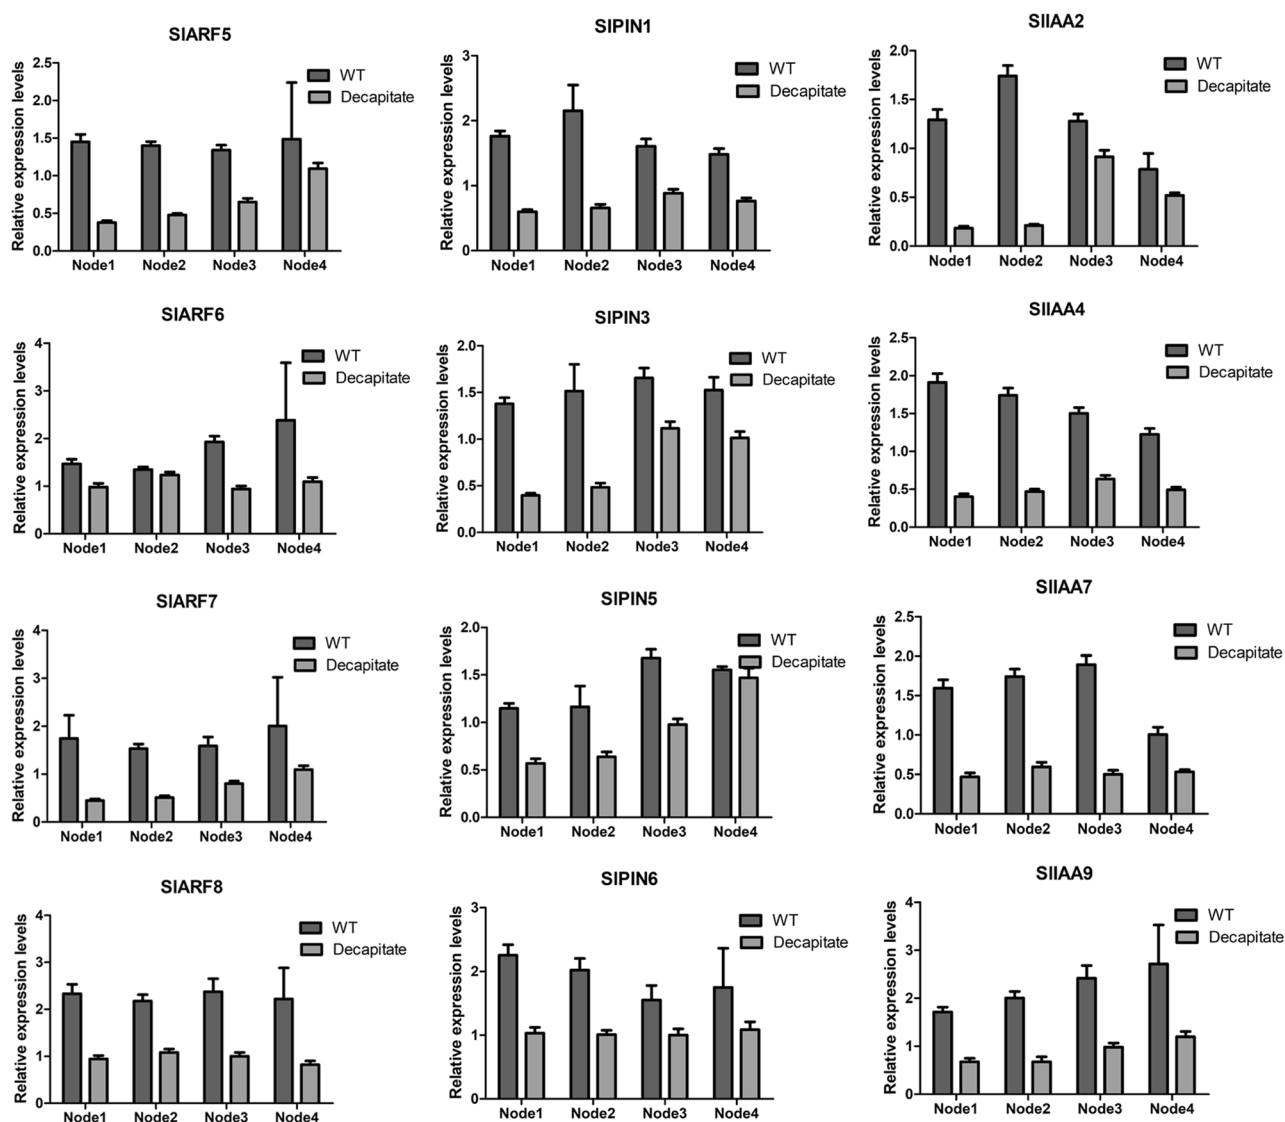 SlARF5
Relative expression levels
2.5
2.0
1.5
1.0
0.5
0.0
WT
Decapitate
Node1 Node2 Node3 Node4
SlPIN1
Relative expression levels
3
2
1
0
WT
Decapitate
Node1 Node2 Node3 Node4
SlIAA2
Relative expression levels
2.0
1.5
1.0
0.5
0.0
WT
Decapitate
Node1 Node2 Node3 Node4
SlARF6
Relative expression levels
4
3
2
1
0
WT
Decapitate
Node1 Node2 Node3 Node4
SlPIN3
Relative expression levels
2.0
1.5
1.0
0.5
0.0
WT
Decapitate
Node1 Node2 Node3 Node4
SlIAA4
Relative expression levels
2.5
2.0
1.5
1.0
0.5
0.0
WT
Decapitate
Node1 Node2 Node3 Node4
SlARF7
Relative expression levels
4
3
2
1
0
WT
Decapitate
Node1 Node2 Node3 Node4
SlPIN5
Relative expression levels
2.0
1.5
1.0
0.5
0.0
WT
Decapitate
Node1 Node2 Node3 Node4
SlIAA7
Relative expression levels
2.5
2.0
1.5
1.0
0.5
0.0
WT
Decapitate
Node1 Node2 Node3 Node4
SlARF8
Relative expression levels
4
3
2
1
0
WT
Decapitate
Node1 Node2 Node3 Node4
SlPIN6
Relative expression levels
3
2
1
0
WT
Decapitate
Node1 Node2 Node3 Node4
SlIAA9
Relative expression levels
4
3
2
1
0
WT
Decapitate
Node1 Node2 Node3 Node4